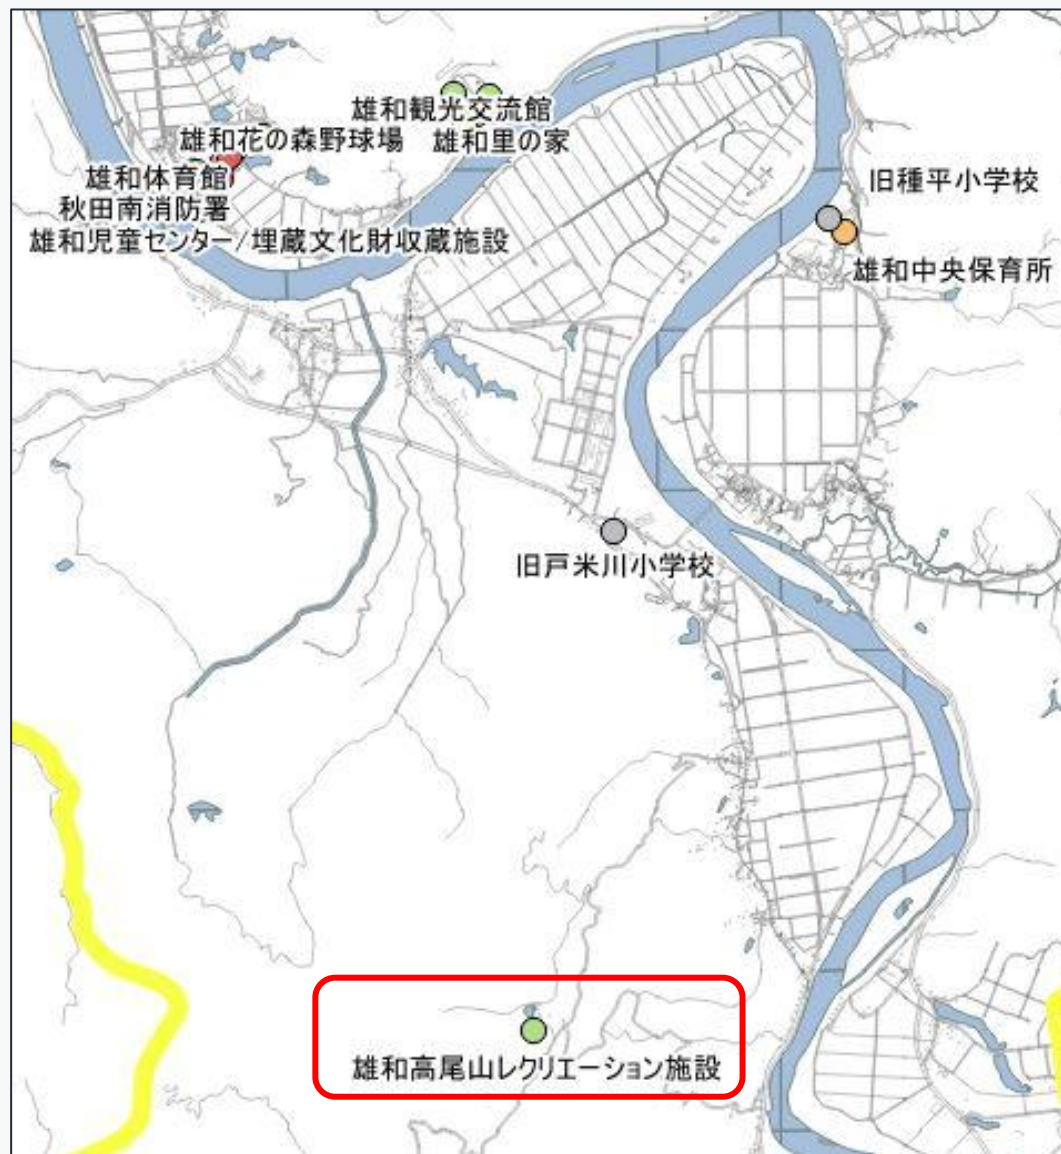 雄和観光交流館
雄和花の森野球場 雄和里の家
雄和体育館
秋田南消防署
雄和児童センター/埋蔵文化財収蔵施設
旧種平小学校
雄和中央保育所
旧戸米川小学校
雄和高尾山レクリエーション施設